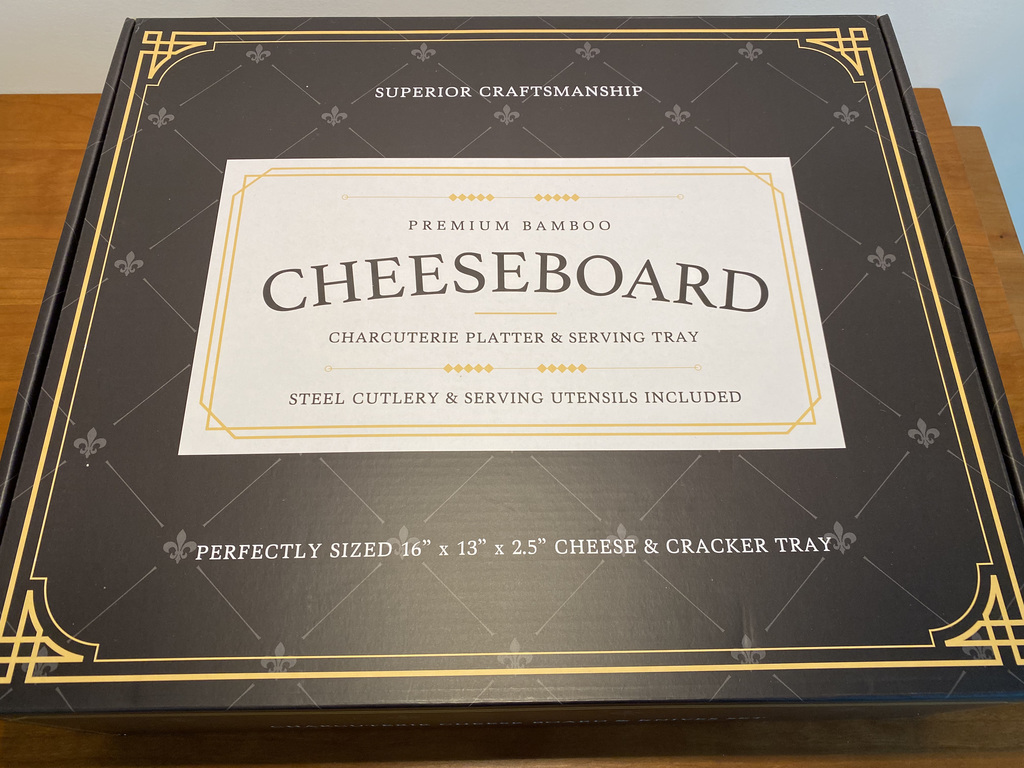 SUPERIOR CRAFTSMANSHIP
PREMIUM BAMBOO
CHEESEBOARD
CHARCUTERIE PLATTER & SERVING TRAY
STEEL CUTLERY & SERVING UTENSILS INCLUDED
PERFECTLY SIZED 16” x 13” x 2.5” CHEESE & CRACKER TRAY